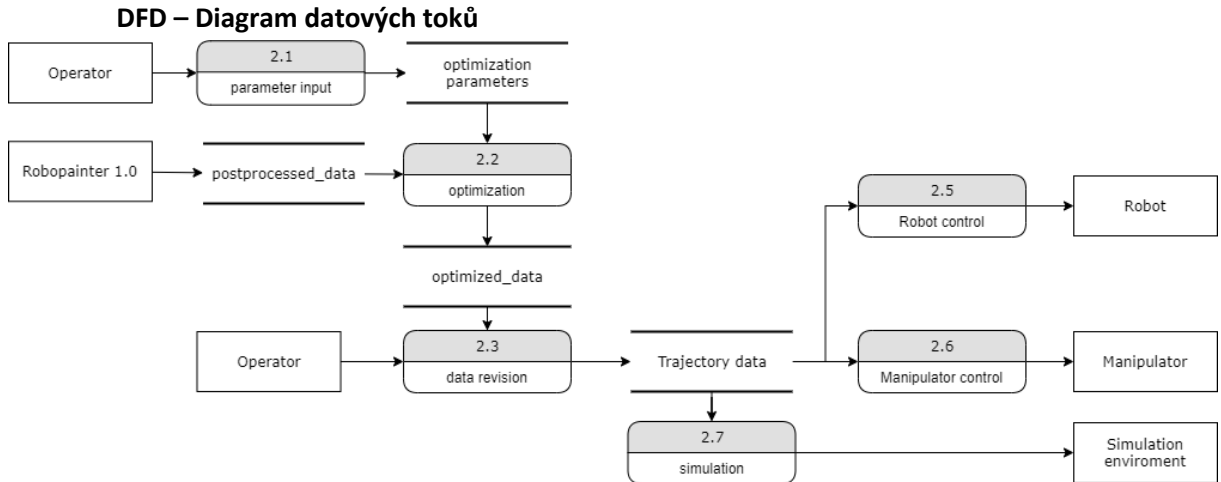 DFD – Diagram datových toků
Operator
2.1
parameter input
optimization
parameters
Robopainter 1.0
postprocessed_data
2.2
optimization
2.5
Robot control
Robot
optimized_data
Operator
2.3
data revision
Trajectory data
2.6
Manipulator control
Manipulator
2.7
simulation
Simulation
enviroment